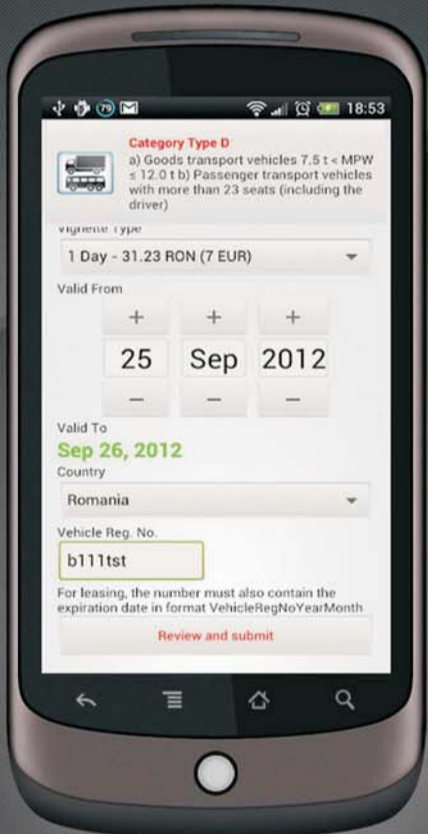 79
18:53
Category Type D
a) Goods transport vehicles 7.5 t < MPW
≤ 12.0 t b) Passenger transport vehicles
with more than 23 seats (including the
driver)
Vignette Type
1 Day - 31.23 RON (7 EUR)
Valid From
+ + +
25 Sep 2012
− − −
Valid To
Sep 26, 2012
Country
Romania
Vehicle Reg. No.
b111tst
For leasing, the number must also contain the
expiration date in format VehicleRegNoYearMonth
Review and submit